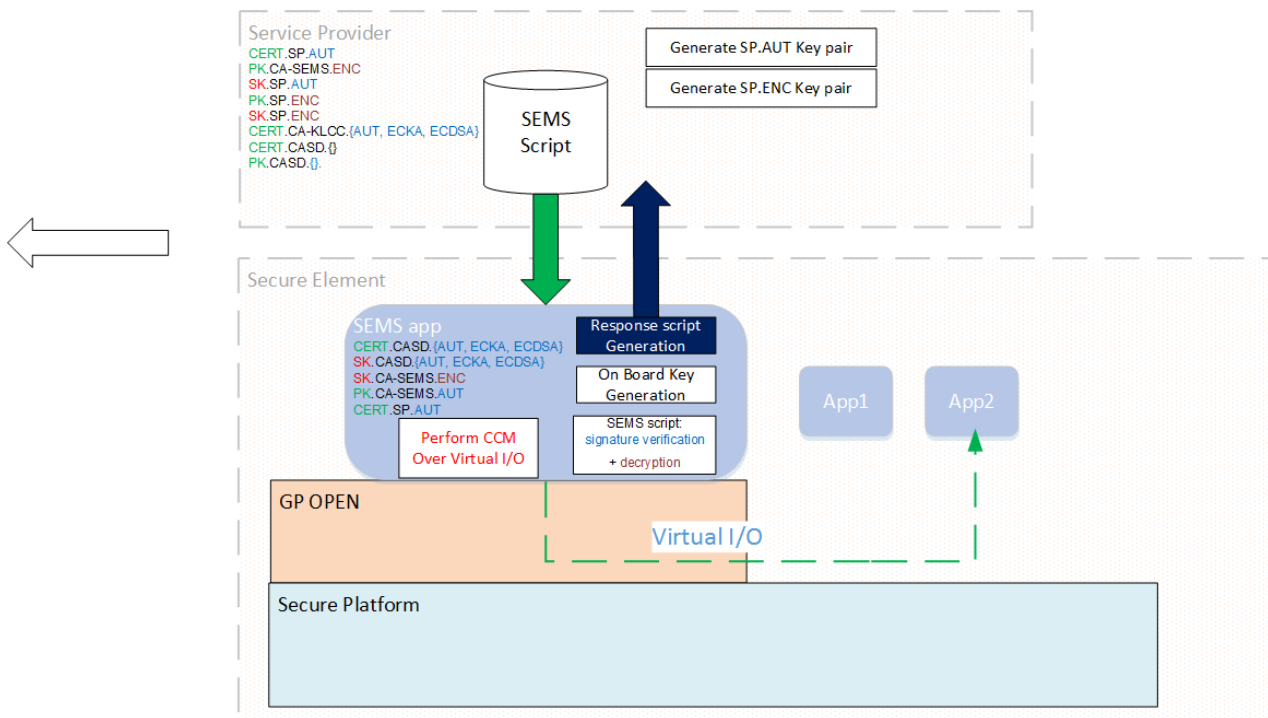 Service Provider
CERT.SP.AUT
PK.CA-SEMS.ENC
SK.SP.AUT
PK.SP.ENC
SK.SP.ENC
CERT.CA-KLCC.{AUT, ECKA, ECDSA}
CERT.CASD.{}
PK.CASD.{}.
SEMS
Script
Generate SP.AUT Key pair
Generate SP.ENC Key pair
Secure Element
SEMS app
CERT.CASD.{AUT, ECKA, ECDSA}
SK.CASD.{AUT, ECKA, ECDSA}
SK.CA-SEMS.ENC
PK.CA-SEMS.AUT
CERT.SP.AUT
Perform CCM
Over Virtual I/O
Response script
Generation
On Board Key
Generation
SEMS script:
signature verification
+ decryption
App1
App2
GP OPEN
Virtual I/O
Secure Platform